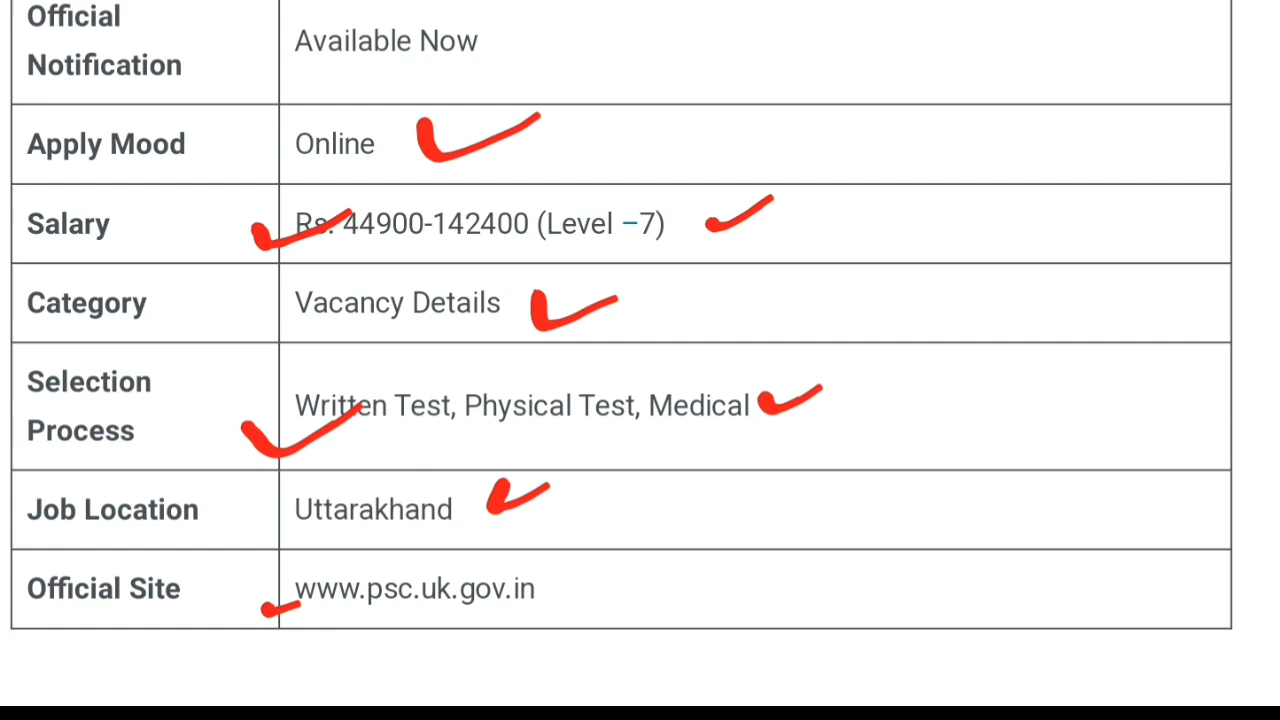 Official
Notification
Available Now
Apply Mood
Online
Salary
Rs. 44900-142400 (Level –7)
Category
Vacancy Details
Selection
Process
Written Test, Physical Test, Medical
Job Location
Uttarakhand
Official Site
www.psc.uk.gov.in